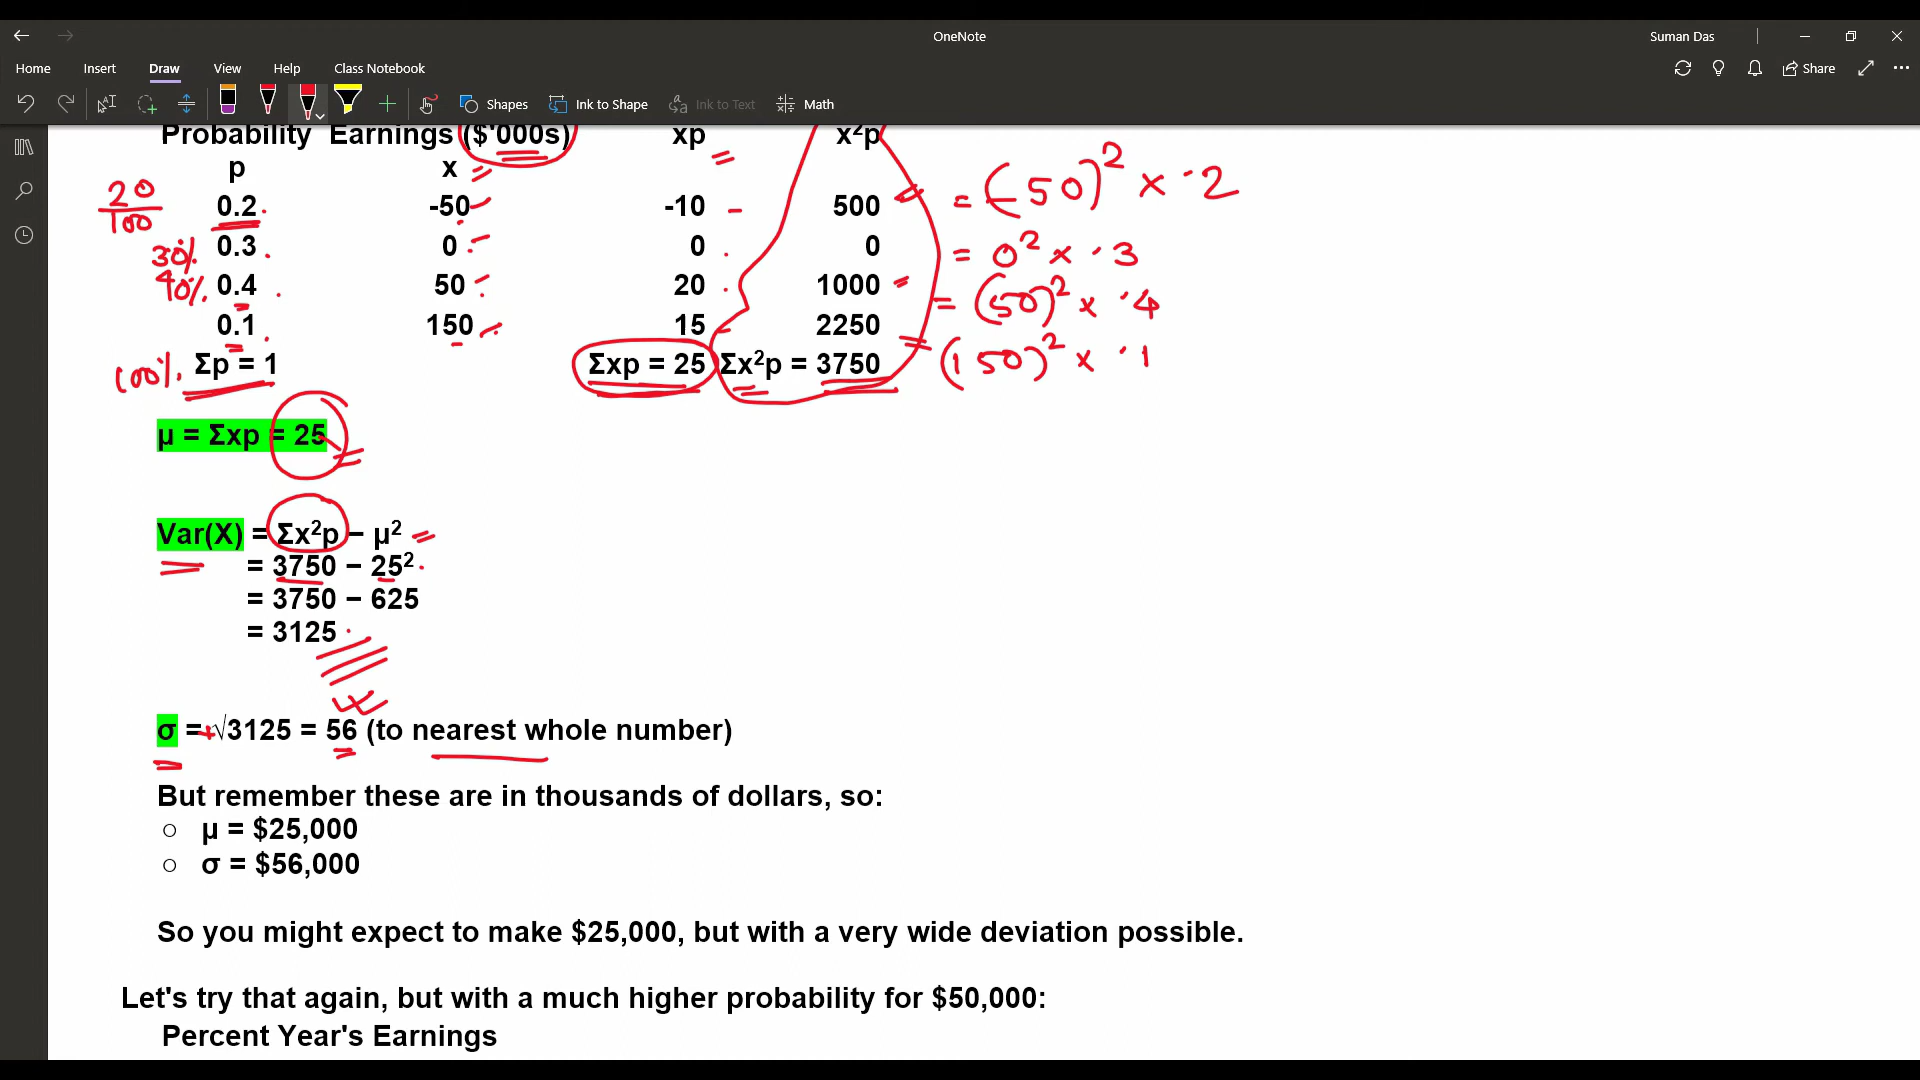 OneNote
Suman Das
Home Insert Draw View Help Class Notebook
Share
Shapes Ink to Shape Ink to Text Math
Probability Earnings ($'000s) xp x²p
p x
20/100 0.2 -50 -10 500 = (-50)² x .2
30% 0.3 0 0 0 = 0² x .3
40% 0.4 50 20 1000 = (50)² x .4
0.1 150 15 2250 = (150)² x .1
100% Σp = 1 Σxp = 25 Σx²p = 3750
μ = Σxp = 25
Var(X) = Σx²p − μ²
= 3750 − 25²
= 3750 − 625
= 3125
σ = +√3125 = 56 (to nearest whole number)
But remember these are in thousands of dollars, so:
○ μ = $25,000
○ σ = $56,000
So you might expect to make $25,000, but with a very wide deviation possible.
Let's try that again, but with a much higher probability for $50,000:
Percent Year's Earnings